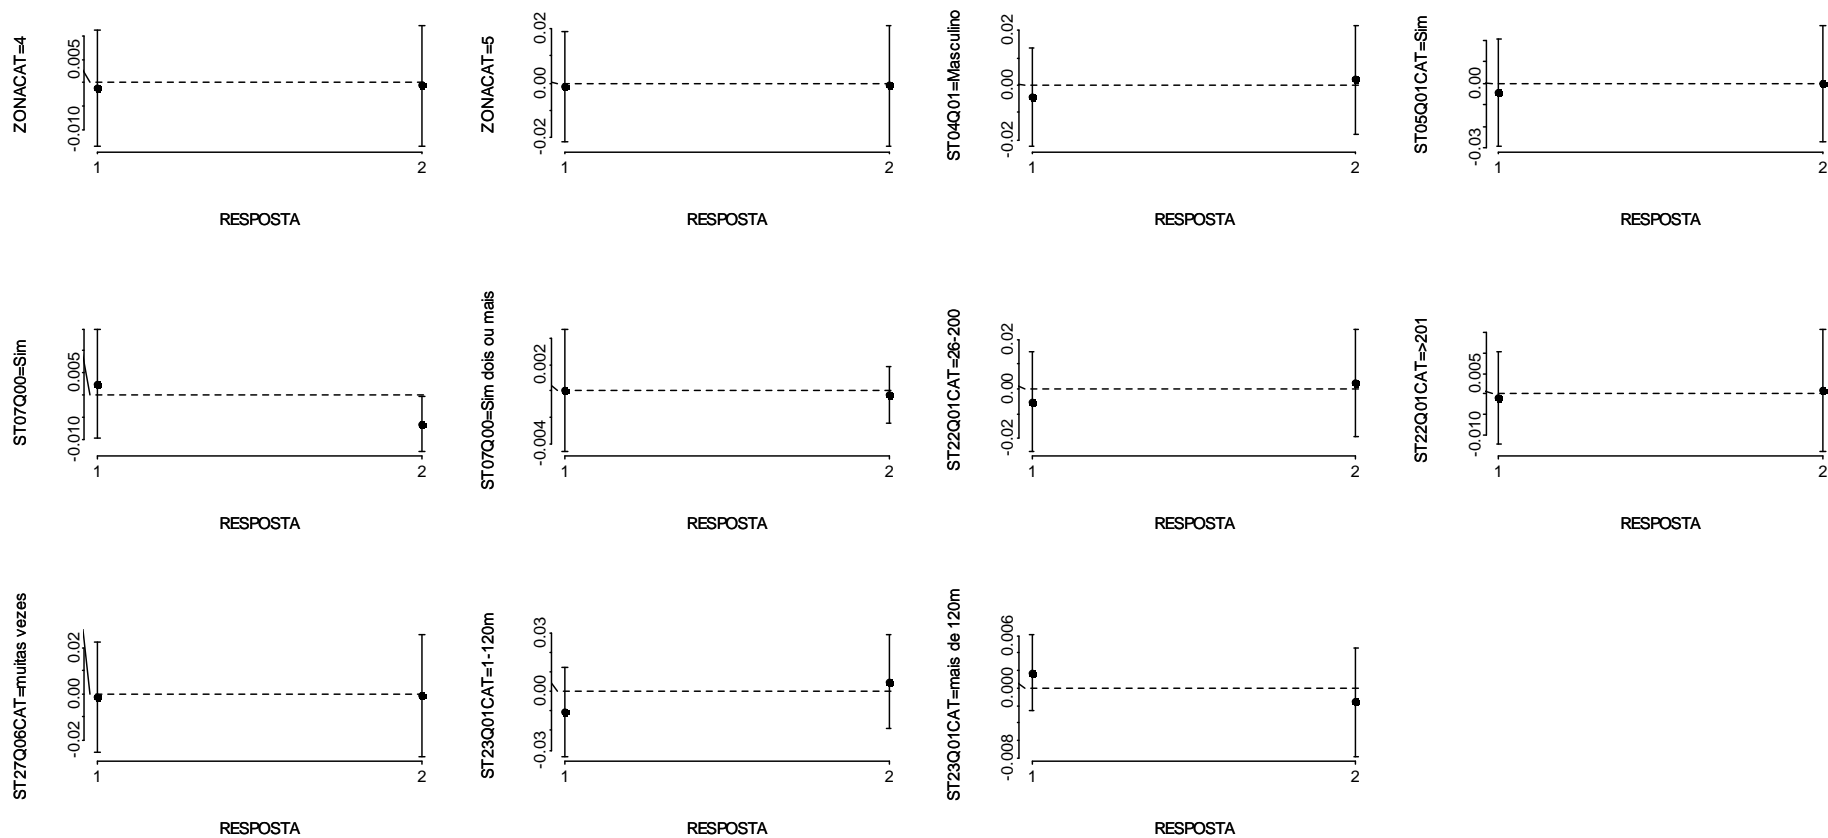 ZONACAT=4
0.005
-0.010
1 2
RESPOSTA
ZONACAT=5
0.02
0.00
-0.02
1 2
RESPOSTA
ST04Q01=Masculino
0.02
0.00
-0.02
1 2
RESPOSTA
ST05Q01CAT=Sim
0.00
-0.03
1 2
RESPOSTA
ST07Q00=Sim
0.005
-0.010
1 2
RESPOSTA
ST07Q00=Sim dois ou mais
0.002
-0.004
1 2
RESPOSTA
ST22Q01CAT=26-200
0.02
0.00
-0.02
1 2
RESPOSTA
ST22Q01CAT=>201
0.005
-0.010
1 2
RESPOSTA
ST27Q06CAT=muitas vezes
0.02
0.00
-0.02
1 2
RESPOSTA
ST23Q01CAT=1-120m
0.03
0.00
-0.03
1 2
RESPOSTA
ST23Q01CAT=mais de 120m
0.006
0.000
-0.008
1 2
RESPOSTA